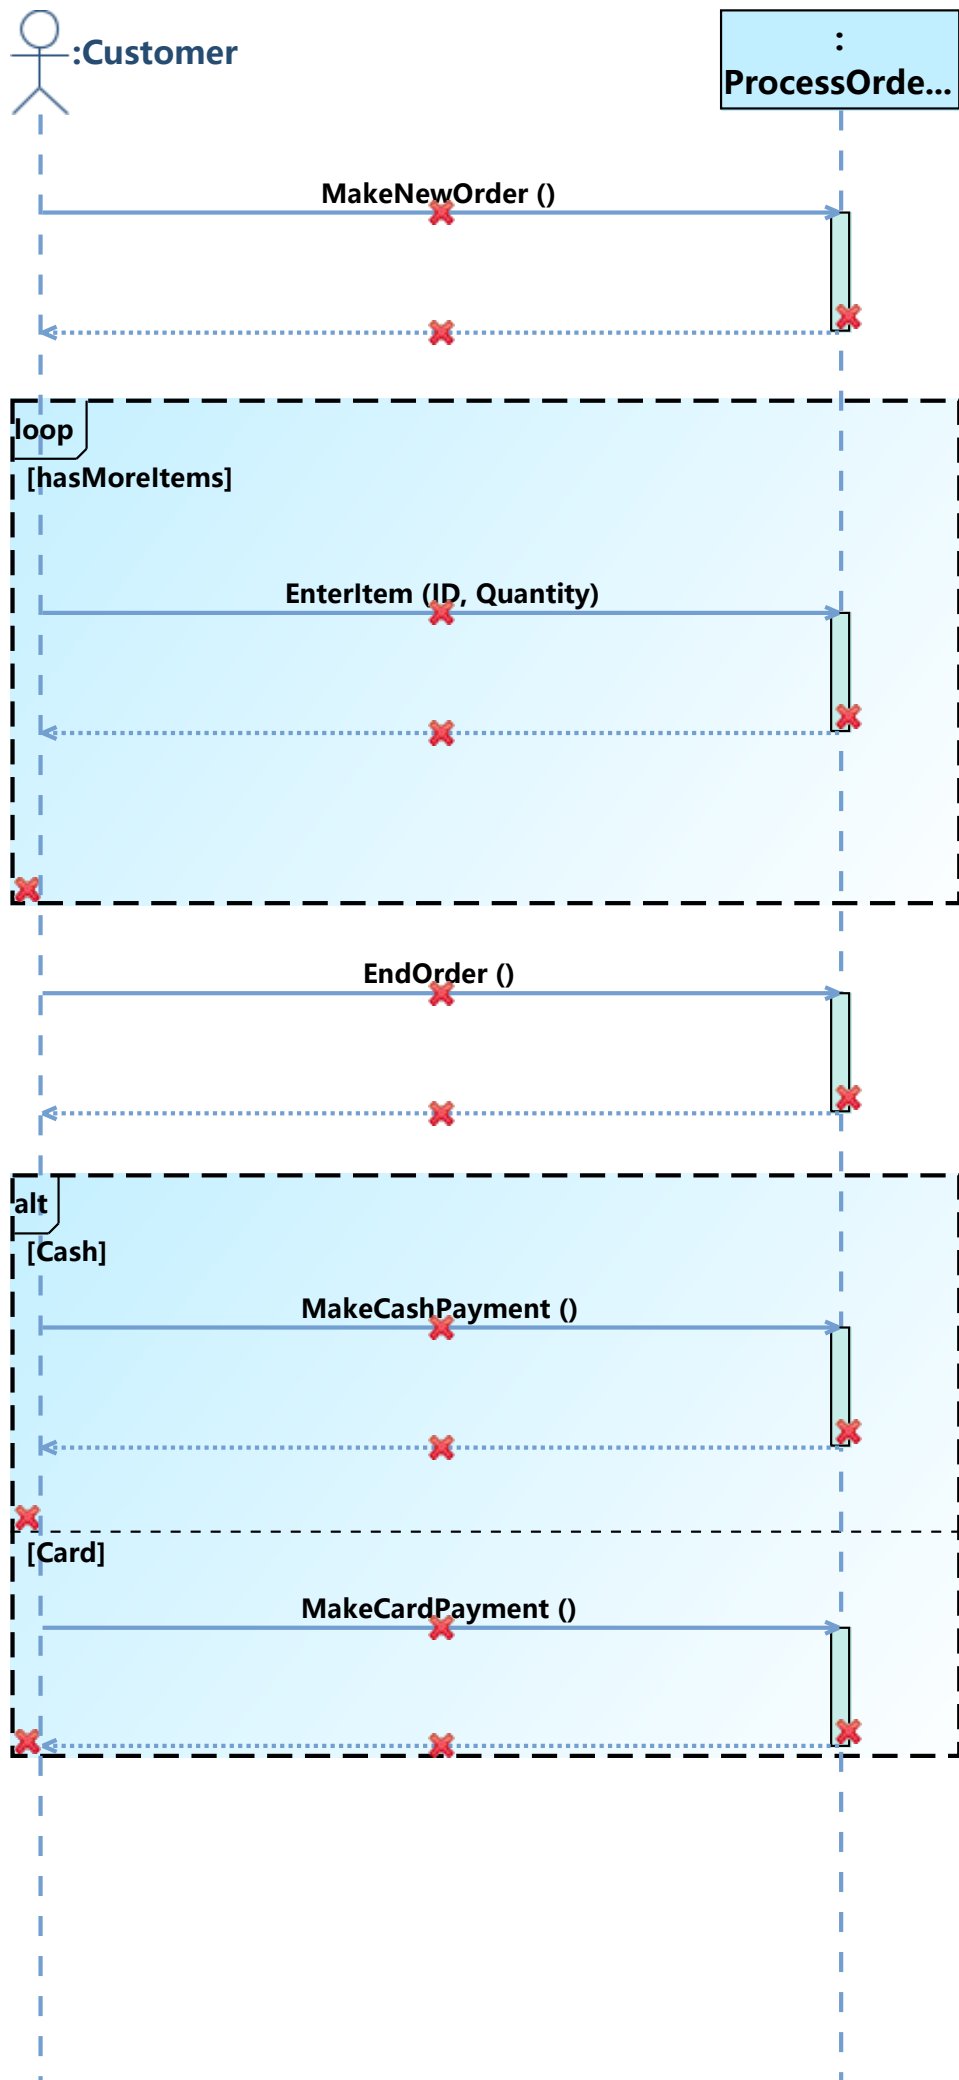 :Customer
:
ProcessOrde...
MakeNewOrder ()
loop
[hasMoreItems]
EnterItem (ID, Quantity)
EndOrder ()
alt
[Cash]
MakeCashPayment ()
[Card]
MakeCardPayment ()